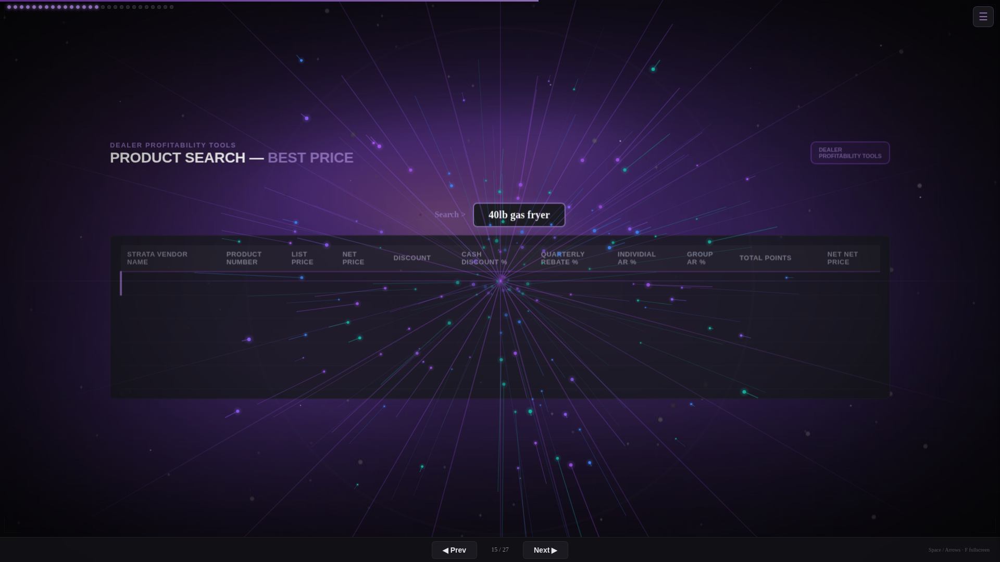 DEALER PROFITABILITY TOOLS
PRODUCT SEARCH — BEST PRICE
DEALER
PROFITABILITY TOOLS
Search > 40lb gas fryer
STRATA VENDOR NAME
PRODUCT NUMBER
LIST PRICE
NET PRICE
DISCOUNT
CASH DISCOUNT %
QUARTERLY REBATE %
INDIVIDIAL AR %
GROUP AR %
TOTAL POINTS
NET NET PRICE
◀ Prev
15 / 27
Next ▶
Space / Arrows · F fullscreen